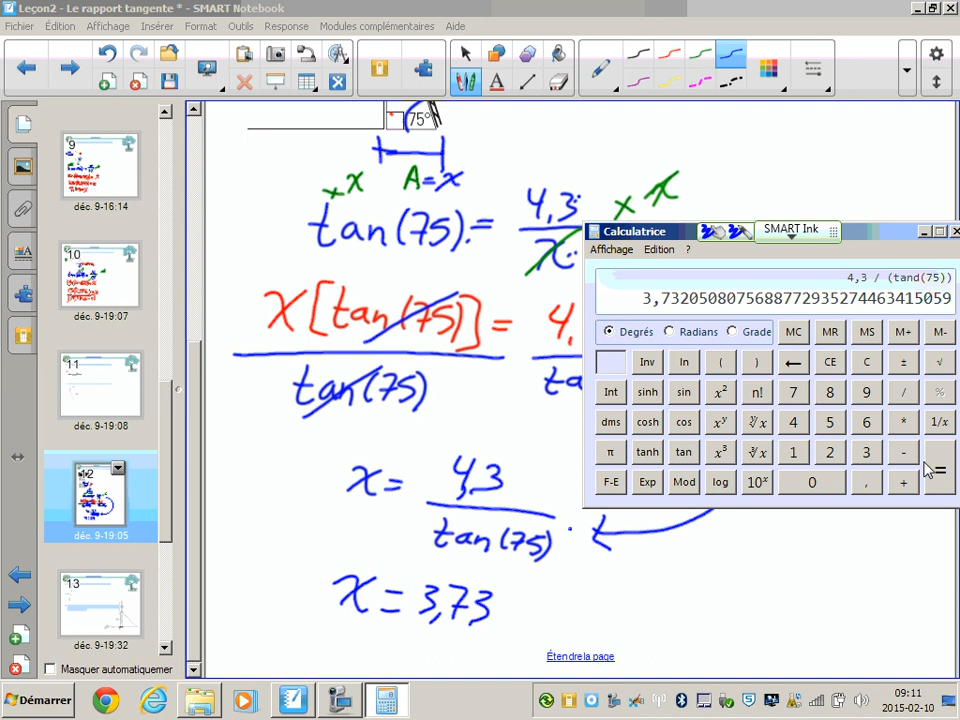 Leçon2 - Le rapport tangente * - SMART Notebook
Fichier Édition Affichage Insérer Format Outils Response Modules complémentaires Aide
9
déc. 9-16:14
10
déc. 9-19:07
11
déc. 9-19:08
12
déc. 9-19:05
13
déc. 9-19:32
Masquer automatiquemer
75°
x x A=x
tan(75)= 4,3 x x
x
x[tan(75)] = 4,
tan(75) ta
x= 4,3
tan(75)
x=3,73
Étendre la page
Calculatrice
SMART Ink
Affichage Edition ?
4,3 / (tand(75))
3,7320508075688772935274463415059
Degrés Radians Grade MC MR MS M+ M-
Inv ln ( ) ← CE C ± √
Int sinh sin x² n! 7 8 9 / %
dms cosh cos xʸ ʸ√x 4 5 6 * 1/x
π tanh tan x³ ³√x 1 2 3 - =
F-E Exp Mod log 10ˣ 0 , +
Démarrer
09:11
2015-02-10